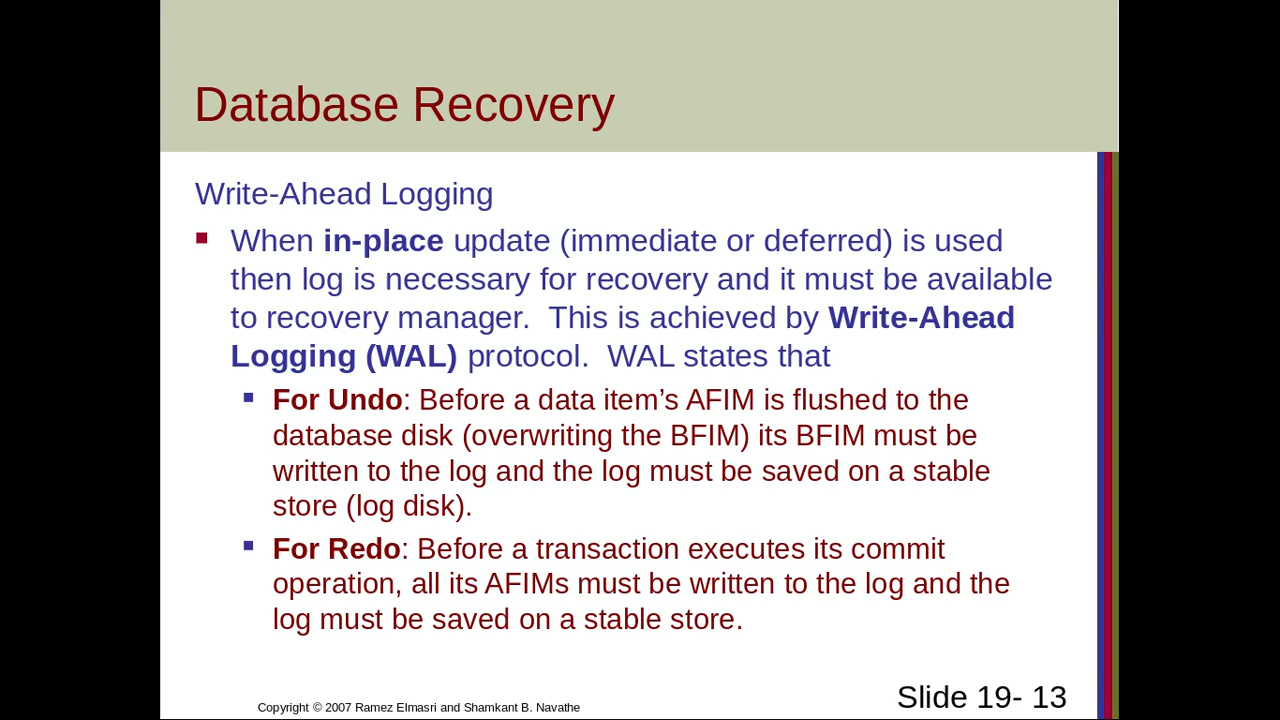 Database Recovery
Write-Ahead Logging
When in-place update (immediate or deferred) is used
then log is necessary for recovery and it must be available
to recovery manager.  This is achieved by Write-Ahead
Logging (WAL) protocol.  WAL states that
For Undo: Before a data item’s AFIM is flushed to the
database disk (overwriting the BFIM) its BFIM must be
written to the log and the log must be saved on a stable
store (log disk).
For Redo: Before a transaction executes its commit
operation, all its AFIMs must be written to the log and the
log must be saved on a stable store.
Copyright © 2007 Ramez Elmasri and Shamkant B. Navathe
Slide 19- 13